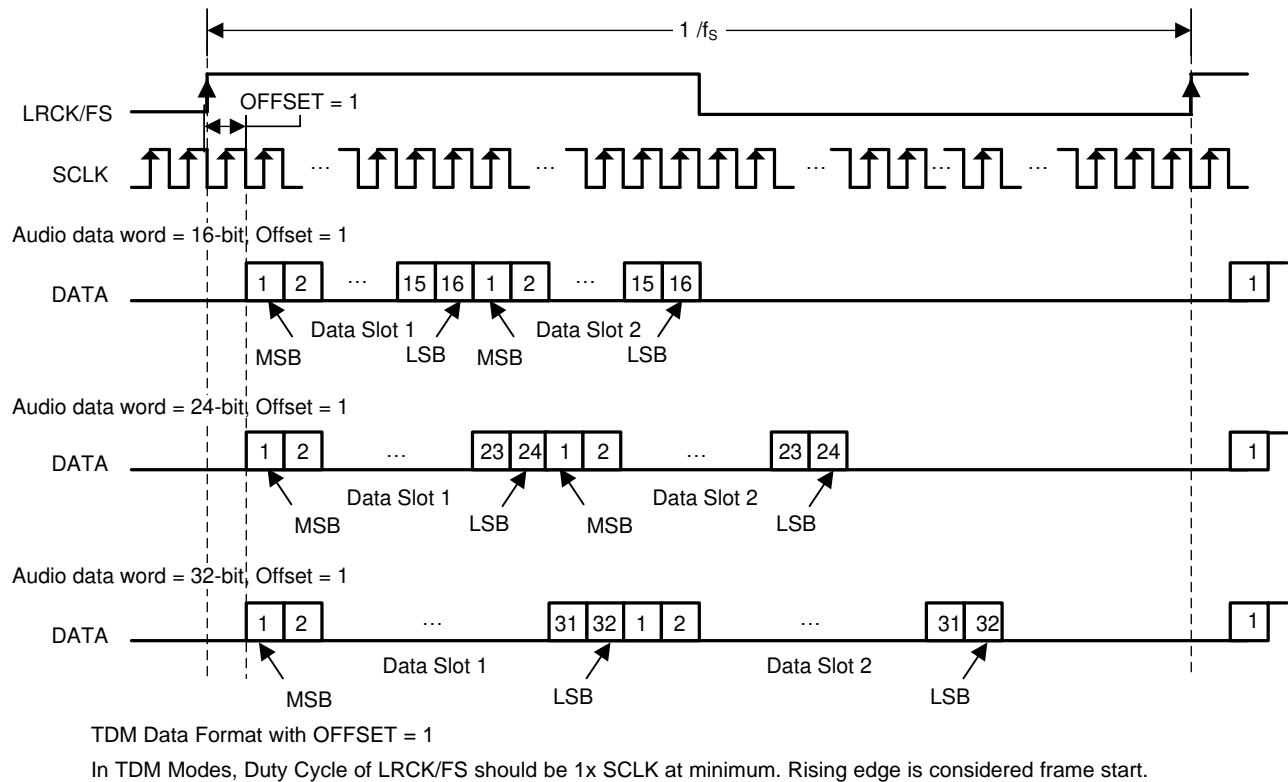 1 /fS
LRCK/FS
OFFSET = 1
SCLK
... ... ... ... ...
Audio data word = 16-bit, Offset = 1
DATA
1 2 ... 15 16 1 2 ... 15 16 1
Data Slot 1 Data Slot 2
MSB LSB MSB LSB
Audio data word = 24-bit, Offset = 1
DATA
1 2 ... 23 24 1 2 ... 23 24 1
Data Slot 1 Data Slot 2
MSB LSB MSB LSB
Audio data word = 32-bit, Offset = 1
DATA
1 2 ... 31 32 1 2 ... 31 32 1
Data Slot 1 Data Slot 2
MSB LSB LSB
TDM Data Format with OFFSET = 1
In TDM Modes, Duty Cycle of LRCK/FS should be 1x SCLK at minimum. Rising edge is considered frame start.